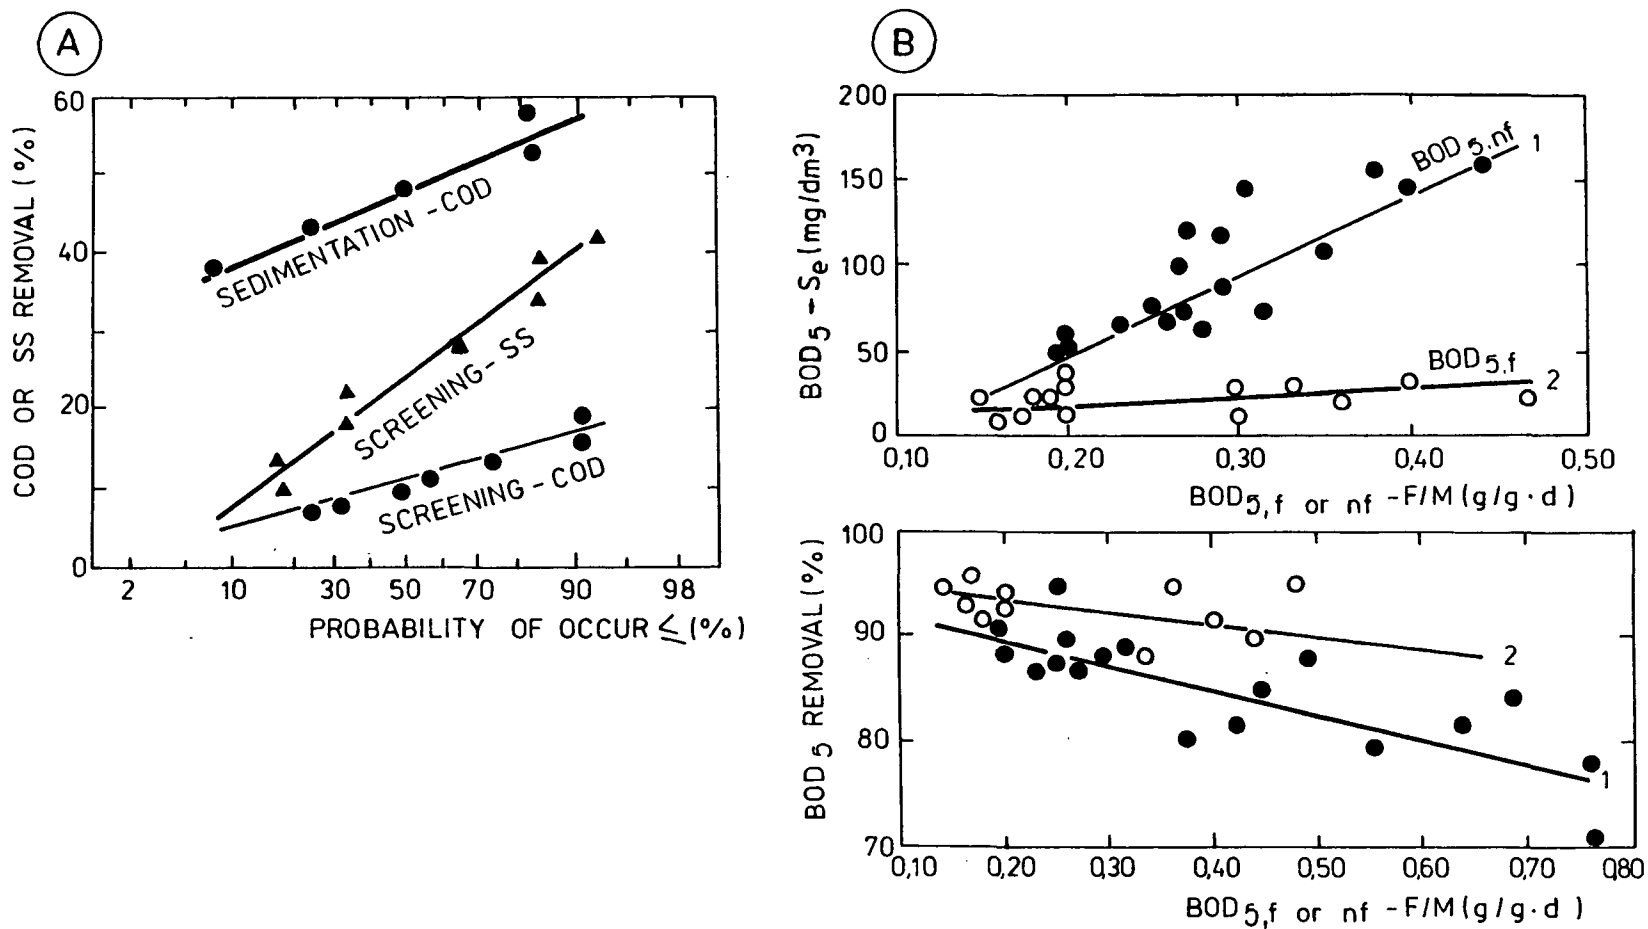 A
COD OR SS REMOVAL (%)
60
40
20
0
SEDIMENTATION - COD
SCREENING - SS
SCREENING - COD
2 10 30 50 70 90 98
PROBABILITY OF OCCUR ≤ (%)
B
BOD5 - Se (mg/dm3)
200
150
100
50
0
BOD5,nf 1
BOD5,f
2
0,10 0,20 0,30 0,40 0,50
BOD5,f or nf - F/M (g/g·d)
BOD5 REMOVAL (%)
100
90
80
70
2
1
0,10 0,20 0,30 0,40 0,50 0,60 0,70 0,80
BOD5,f or nf - F/M (g/g·d)